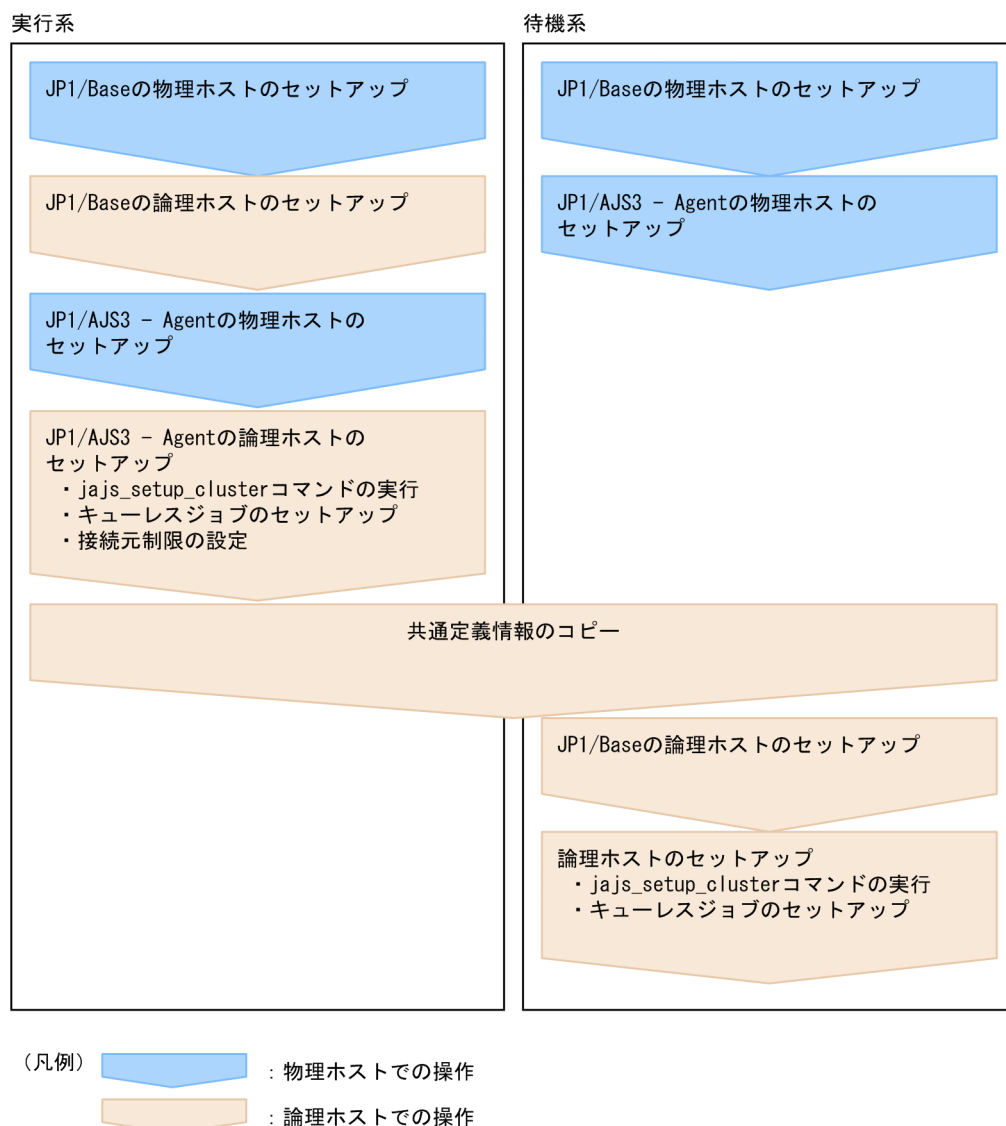 実行系
JP1/Baseの物理ホストのセットアップ
JP1/Baseの論理ホストのセットアップ
JP1/AJS3 - Agentの物理ホストの
セットアップ
JP1/AJS3 - Agentの論理ホストの
セットアップ
・jajs_setup_clusterコマンドの実行
・キューレスジョブのセットアップ
・接続元制限の設定
待機系
JP1/Baseの物理ホストのセットアップ
JP1/AJS3 - Agentの物理ホストの
セットアップ
共通定義情報のコピー
JP1/Baseの論理ホストのセットアップ
論理ホストのセットアップ
・jajs_setup_clusterコマンドの実行
・キューレスジョブのセットアップ
（凡例）
：物理ホストでの操作
：論理ホストでの操作